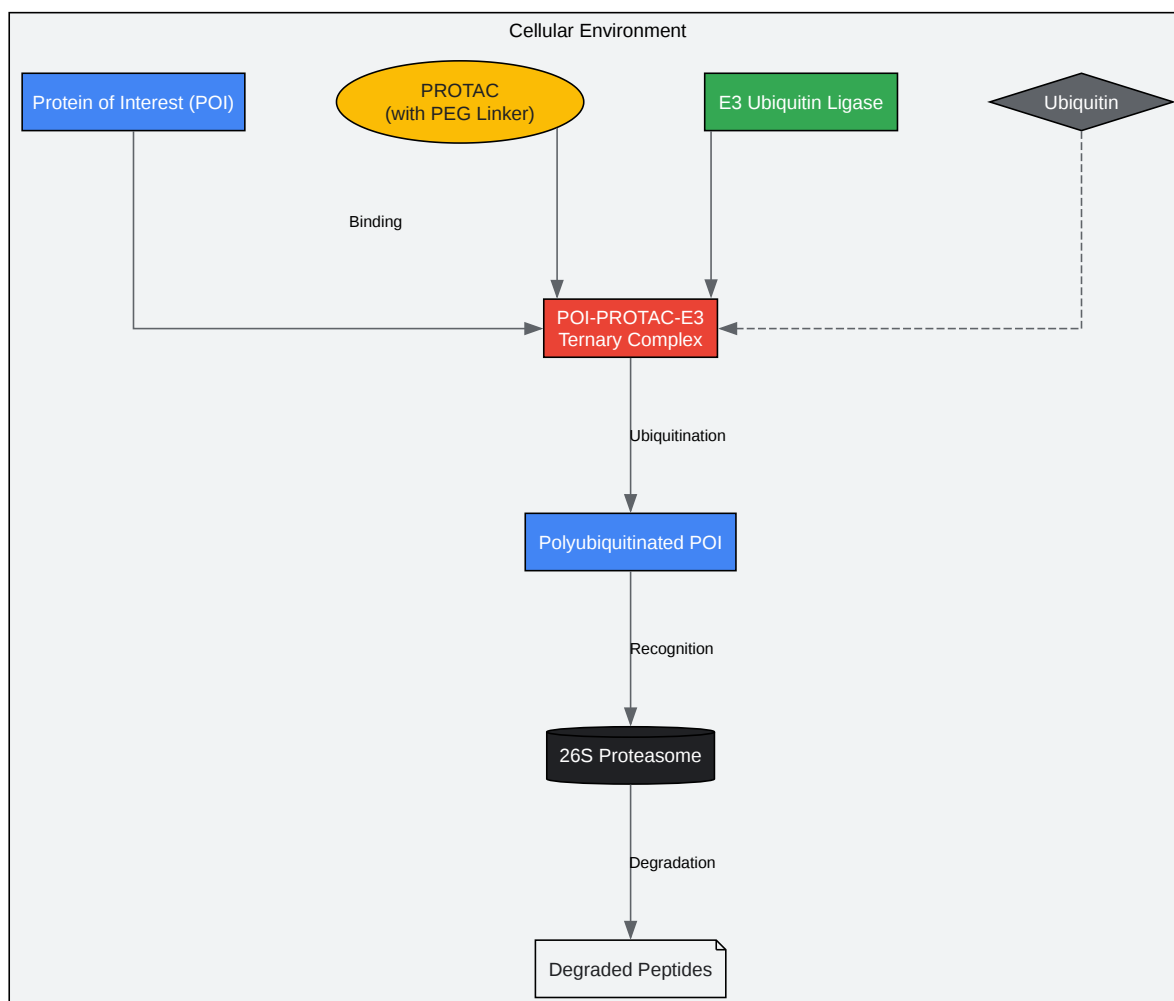 Cellular Environment
Protein of Interest (POI)
PROTAC
(with PEG Linker)
E3 Ubiquitin Ligase
Ubiquitin
Binding
POI-PROTAC-E3
Ternary Complex
Ubiquitination
Polyubiquitinated POI
Recognition
26S Proteasome
Degradation
Degraded Peptides